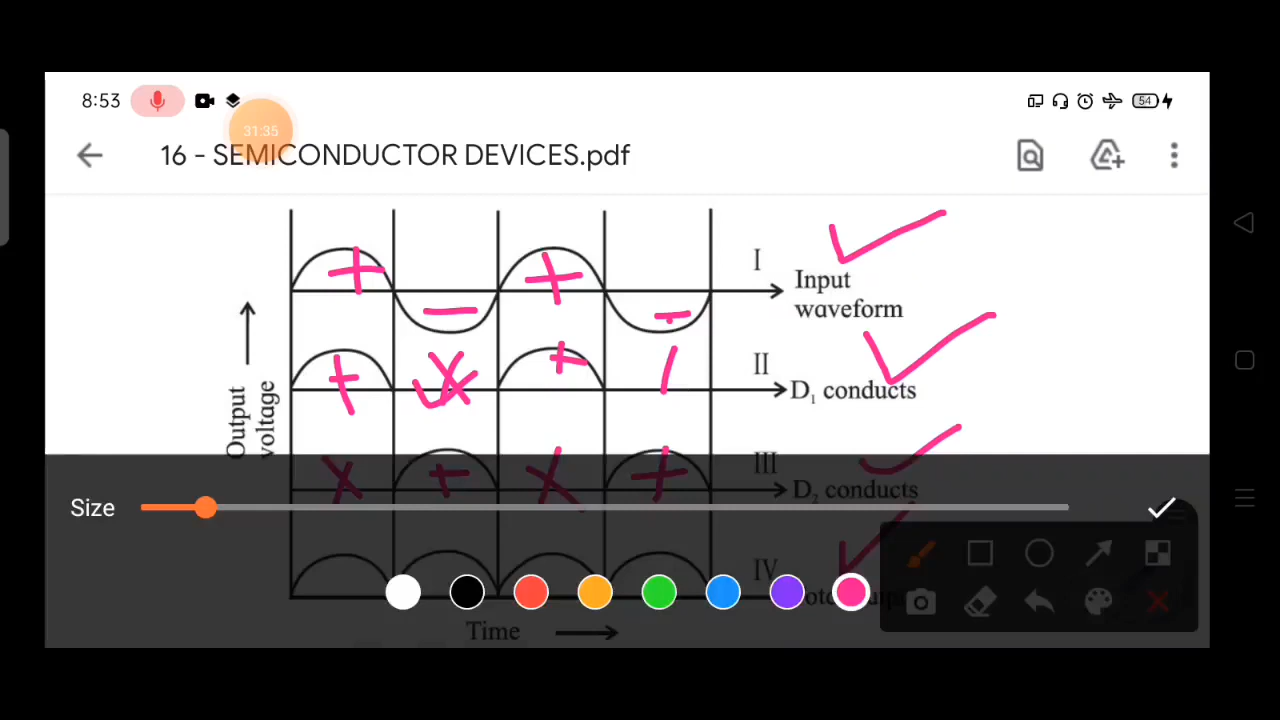 8:53
54
31:35
16 - SEMICONDUCTOR DEVICES.pdf
I
Input
waveform
II
D₁ conducts
Output
voltage
III
D₂ conducts
IV
Time
Size